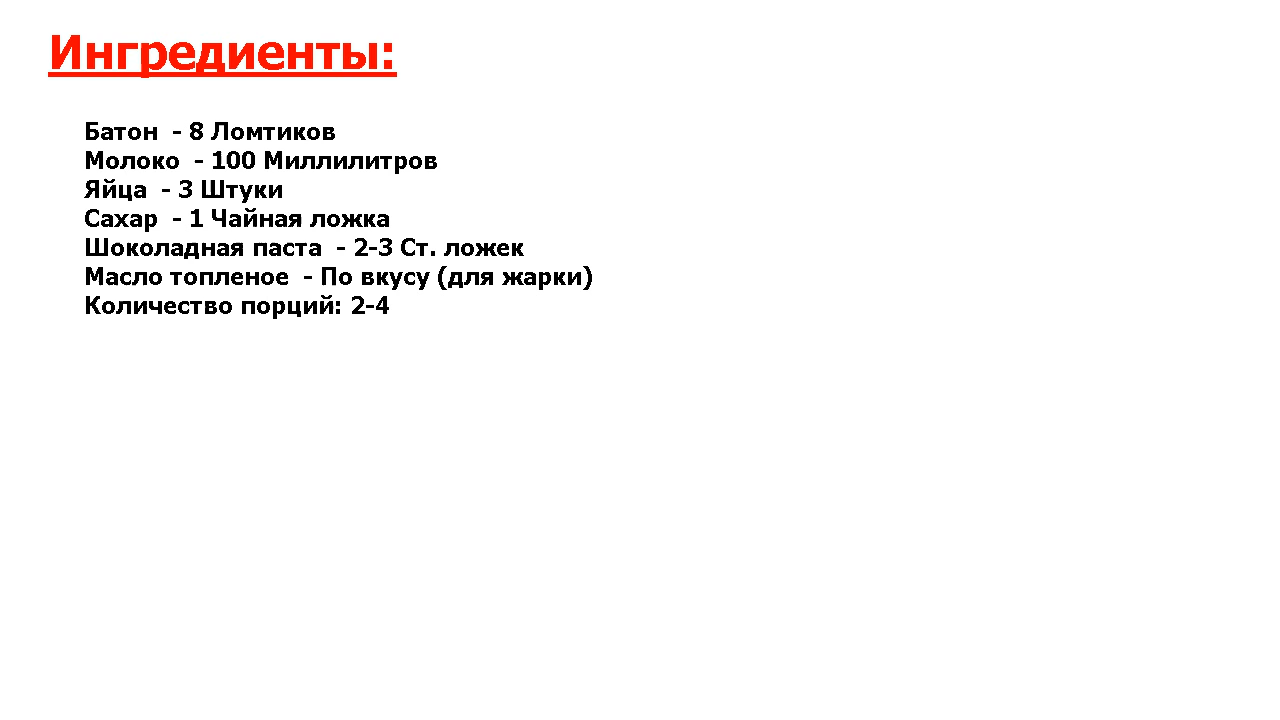 Ингредиенты:
Батон  - 8 Ломтиков
Молоко  - 100 Миллилитров
Яйца  - 3 Штуки
Сахар  - 1 Чайная ложка
Шоколадная паста  - 2-3 Ст. ложек
Масло топленое  - По вкусу (для жарки)
Количество порций: 2-4